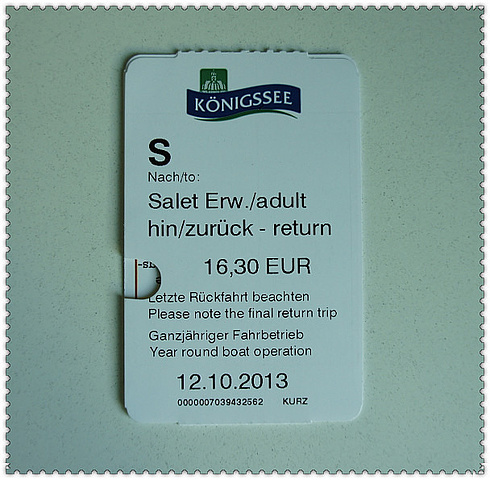 KÖNIGSSEE
S
Nach/to:
Salet Erw./adult
hin/zurück - return
16,30 EUR
Letzte Rückfahrt beachten
Please note the final return trip
Ganzjähriger Fahrbetrieb
Year round boat operation
12.10.2013
0000007039432562 KURZ